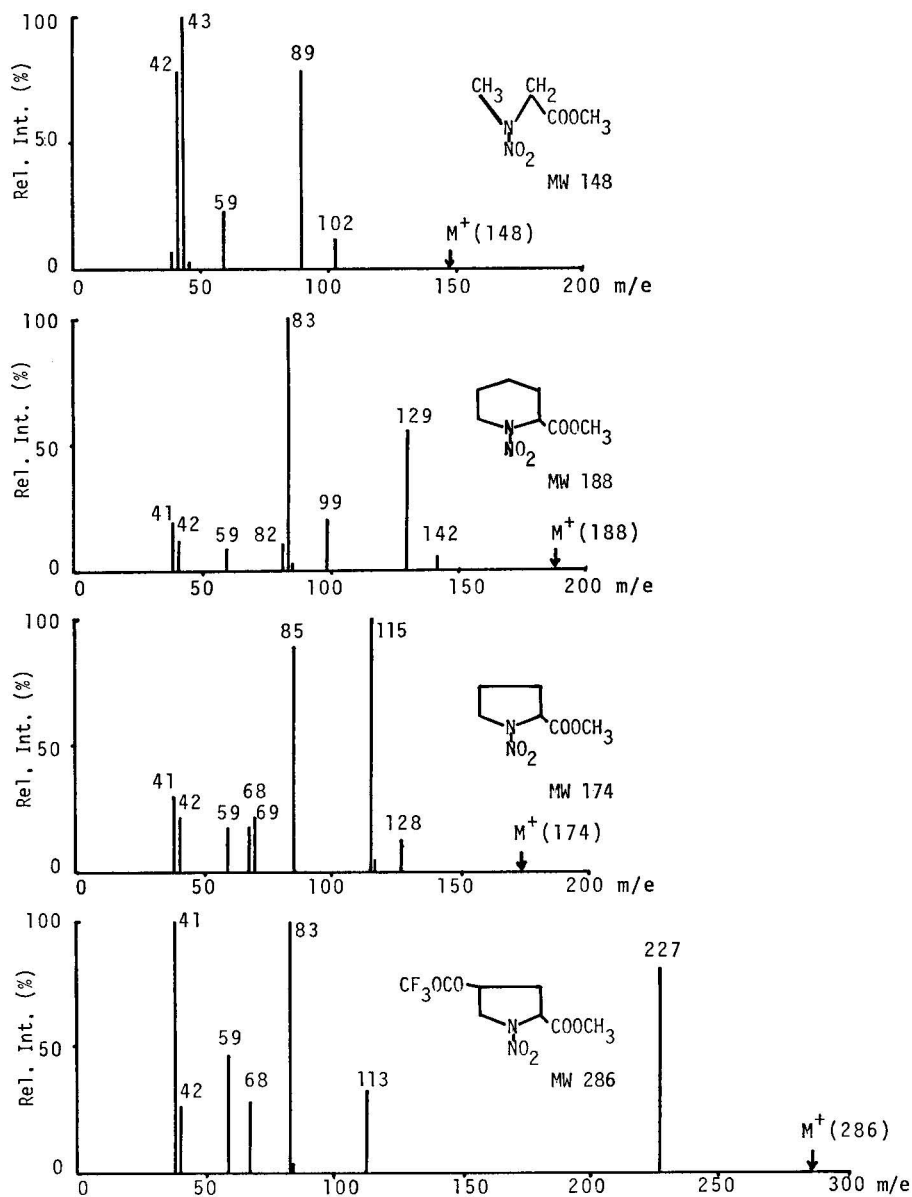 100
43
42
89
CH3 CH2
COOCH3
N
NO2
MW 148
50
59
102
M+(148)
0
Rel. Int. (%)
0 50 100 150 200 m/e
100
83
129
N
COOCH3
NO2
MW 188
50
41
42
59
82
99
142
M+(188)
0
Rel. Int. (%)
0 50 100 150 200 m/e
100
85
115
N
COOCH3
NO2
MW 174
50
41
42
59
68
69
128
M+(174)
0
Rel. Int. (%)
0 50 100 150 200 m/e
100
41
83
227
CF3OCO
N
COOCH3
NO2
MW 286
50
59
42
68
113
M+(286)
0
Rel. Int. (%)
0 50 100 150 200 250 300 m/e